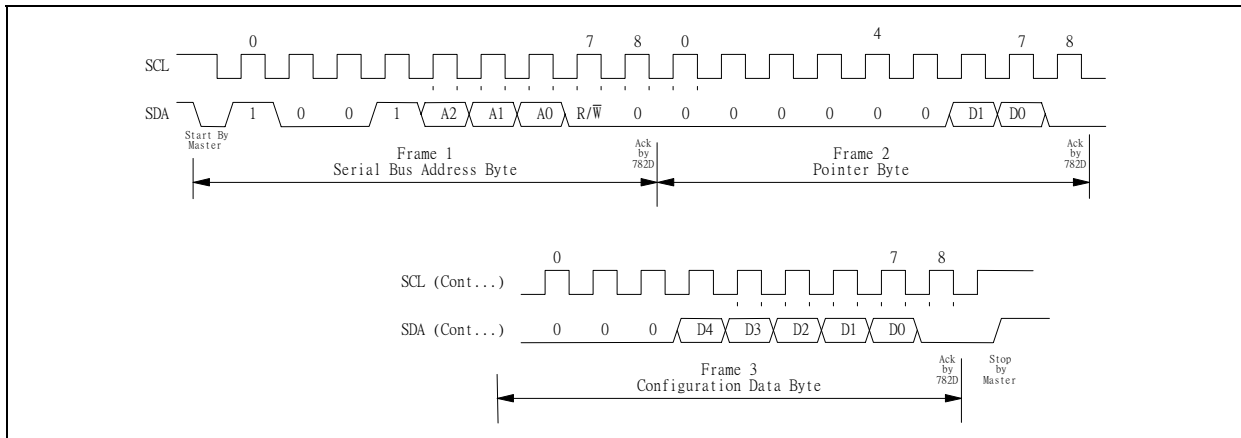 0 7 8 0 4 7 8
SCL
SDA 1 0 0 1 A2 A1 A0 R/W̅ 0 0 0 0 0 0 0 D1 D0
Start By
Master
Frame 1
Serial Bus Address Byte
Ack
by
782D
Frame 2
Pointer Byte
Ack
by
782D
0 7 8
SCL (Cont...)
SDA (Cont...) 0 0 0 D4 D3 D2 D1 D0
Frame 3
Configuration Data Byte
Ack
by
782D
Stop
by
Master